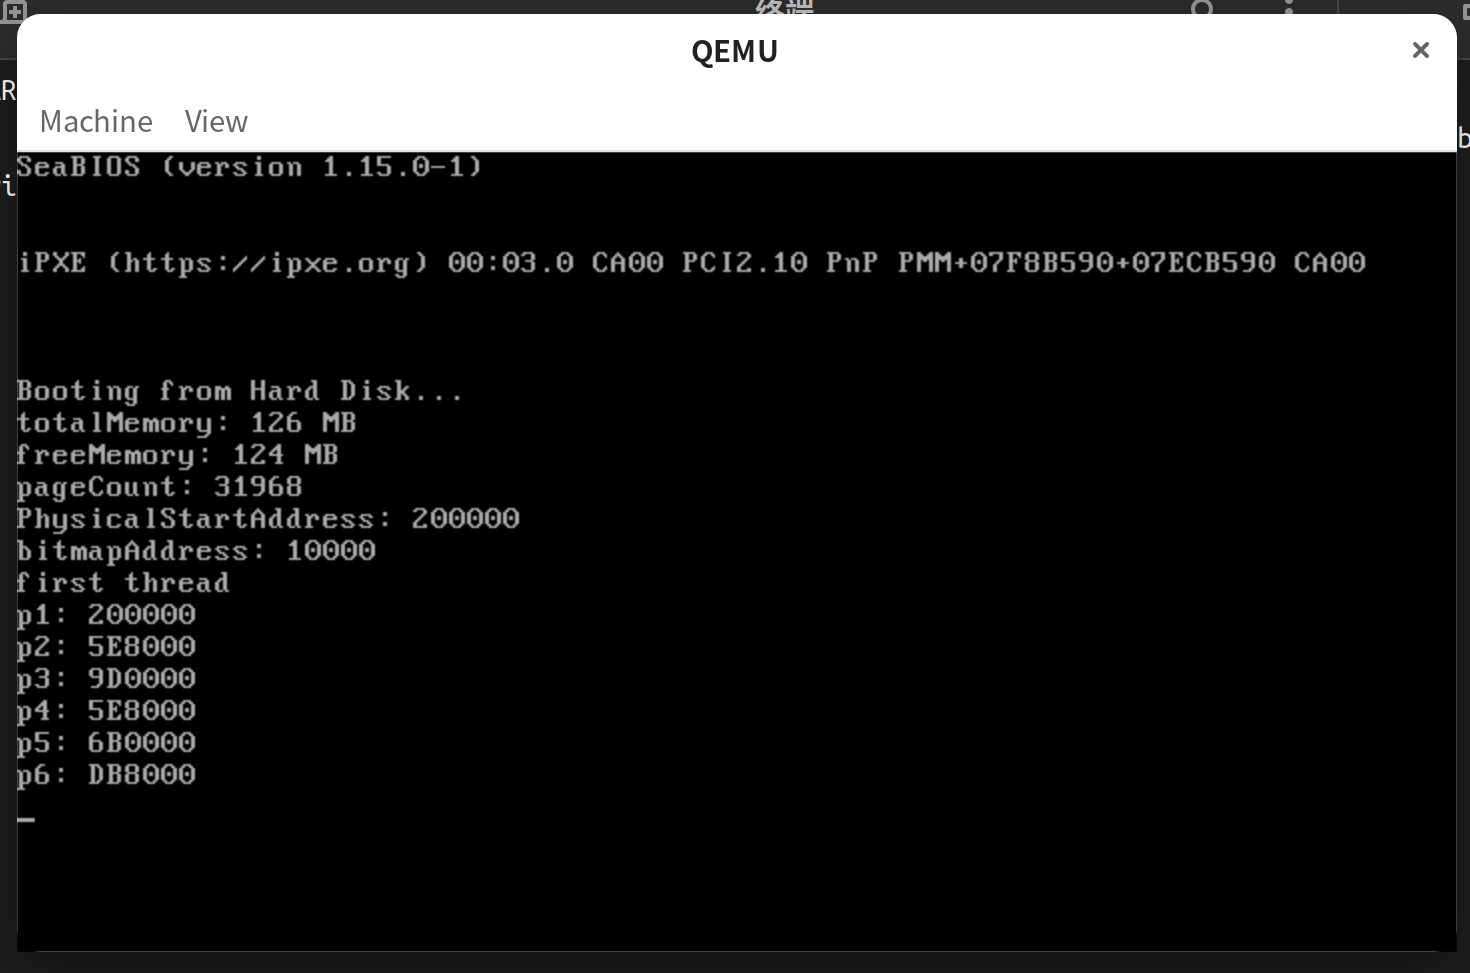 终端
QEMU
Machine View
SeaBIOS (version 1.15.0-1)
iPXE (https://ipxe.org) 00:03.0 CA00 PCI2.10 PnP PMM+07F8B590+07ECB590 CA00
Booting from Hard Disk...
totalMemory: 126 MB
freeMemory: 124 MB
pageCount: 31968
PhysicalStartAddress: 200000
bitmapAddress: 10000
first thread
p1: 200000
p2: 5E8000
p3: 9D0000
p4: 5E8000
p5: 6B0000
p6: DB8000